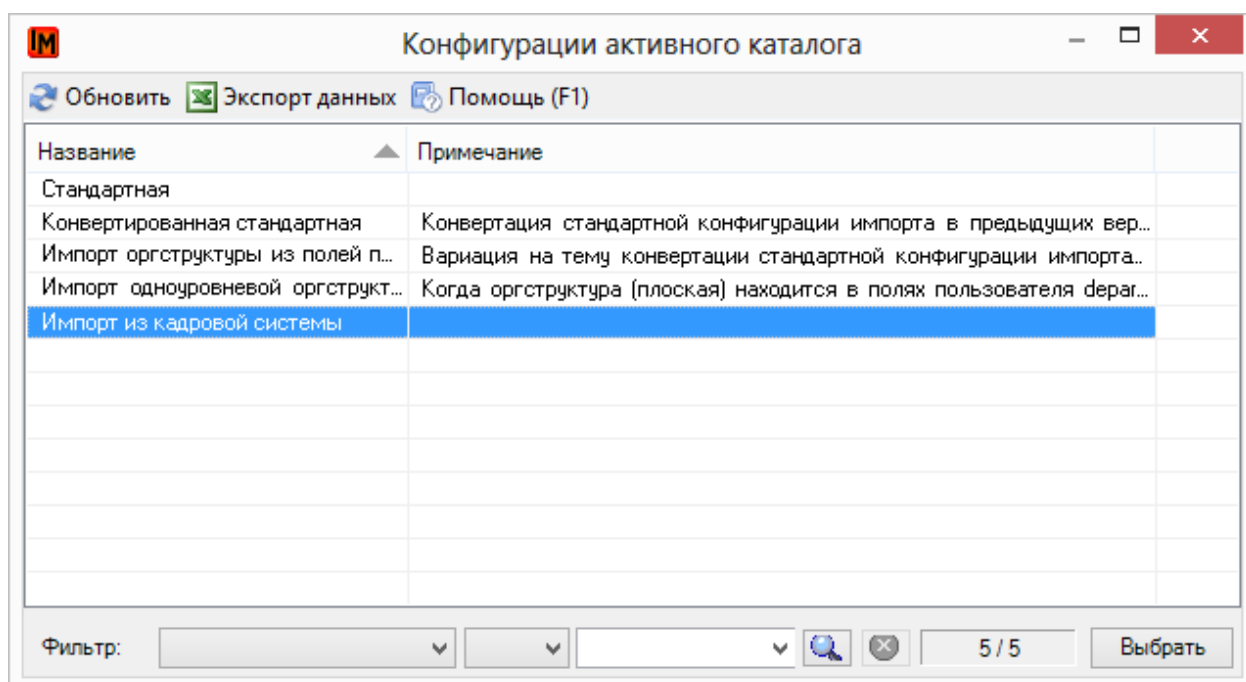 IM Конфигурации активного каталога
Обновить Экспорт данных Помощь (F1)
Название Примечание
Стандартная
Конвертированная стандартная Конвертация стандартной конфигурации импорта в предыдущих вер...
Импорт оргструктуры из полей п... Вариация на тему конвертации стандартной конфигурации импорта...
Импорт одноуровневой оргструкт... Когда оргструктура (плоская) находится в полях пользователя depar...
Импорт из кадровой системы
Фильтр: 5 / 5 Выбрать